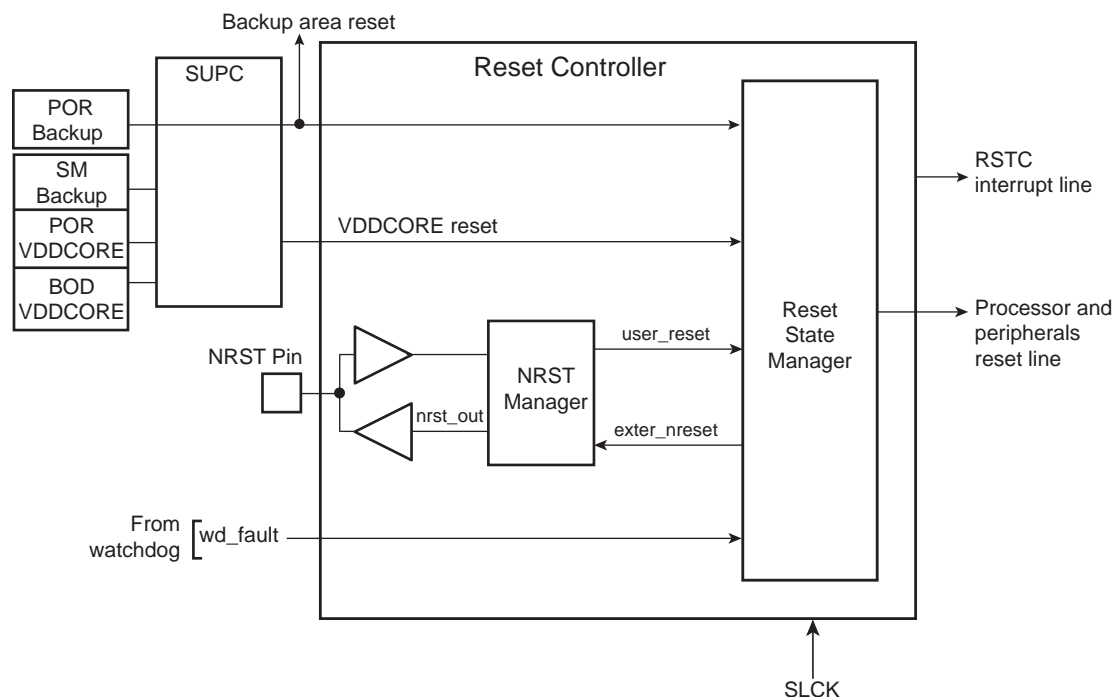 Backup area reset
SUPC
Reset Controller
POR
Backup
SM
Backup
POR
VDDCORE
BOD
VDDCORE
RSTC
interrupt line
VDDCORE reset
Reset
State
Manager
Processor and
peripherals
reset line
NRST Pin
NRST
Manager
user_reset
nrst_out
exter_nreset
From
watchdog
wd_fault
SLCK